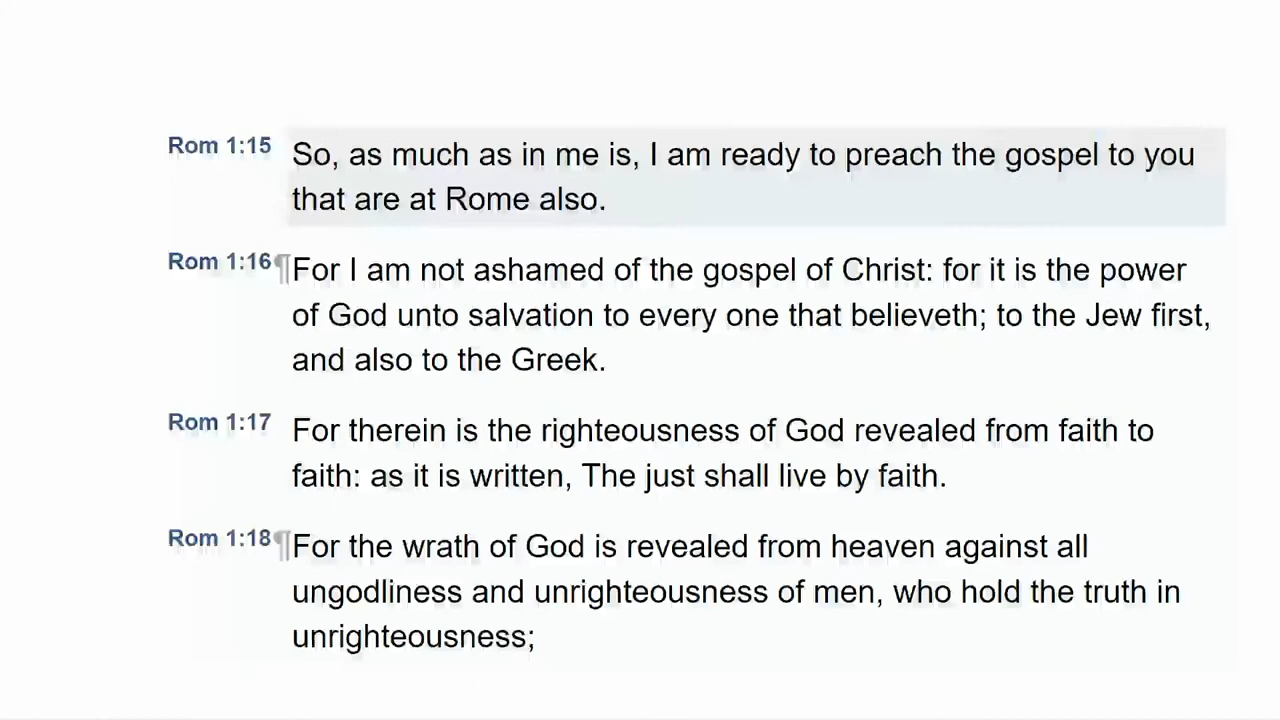 Rom 1:15 So, as much as in me is, I am ready to preach the gospel to you
that are at Rome also.
Rom 1:16 ¶For I am not ashamed of the gospel of Christ: for it is the power
of God unto salvation to every one that believeth; to the Jew first,
and also to the Greek.
Rom 1:17 For therein is the righteousness of God revealed from faith to
faith: as it is written, The just shall live by faith.
Rom 1:18 ¶For the wrath of God is revealed from heaven against all
ungodliness and unrighteousness of men, who hold the truth in
unrighteousness;